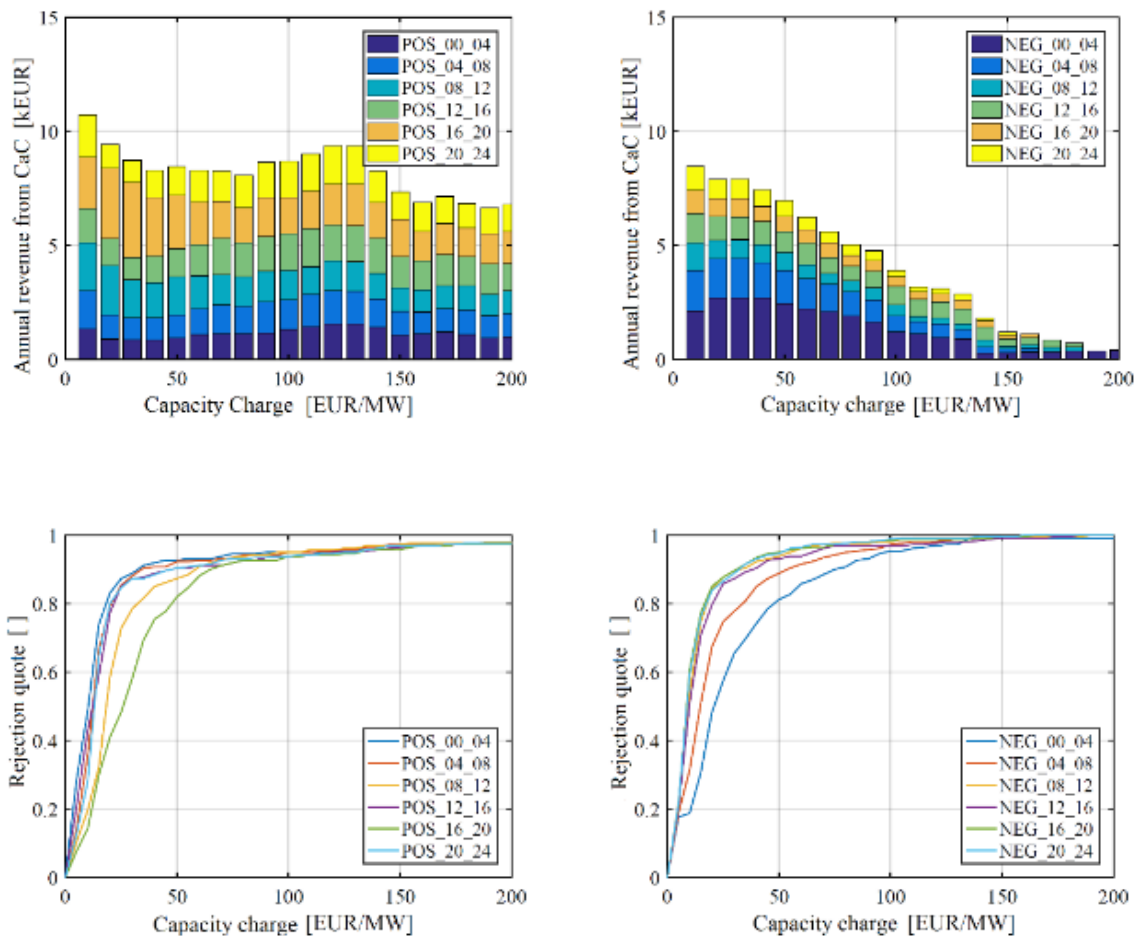 15
10
5
0
Annual revenue from CaC [kEUR]
POS_00_04
POS_04_08
POS_08_12
POS_12_16
POS_16_20
POS_20_24
0 50 100 150 200
Capacity Charge [EUR/MW]
15
10
5
0
Annual revenue from CaC [kEUR]
NEG_00_04
NEG_04_08
NEG_08_12
NEG_12_16
NEG_16_20
NEG_20_24
0 50 100 150 200
Capacity charge [EUR/MW]
1
0.8
0.6
0.4
0.2
0
Rejection quote [ ]
POS_00_04
POS_04_08
POS_08_12
POS_12_16
POS_16_20
POS_20_24
0 50 100 150 200
Capacity charge [EUR/MW]
1
0.8
0.6
0.4
0.2
0
Rejection quote [ ]
NEG_00_04
NEG_04_08
NEG_08_12
NEG_12_16
NEG_16_20
NEG_20_24
0 50 100 150 200
Capacity charge [EUR/MW]